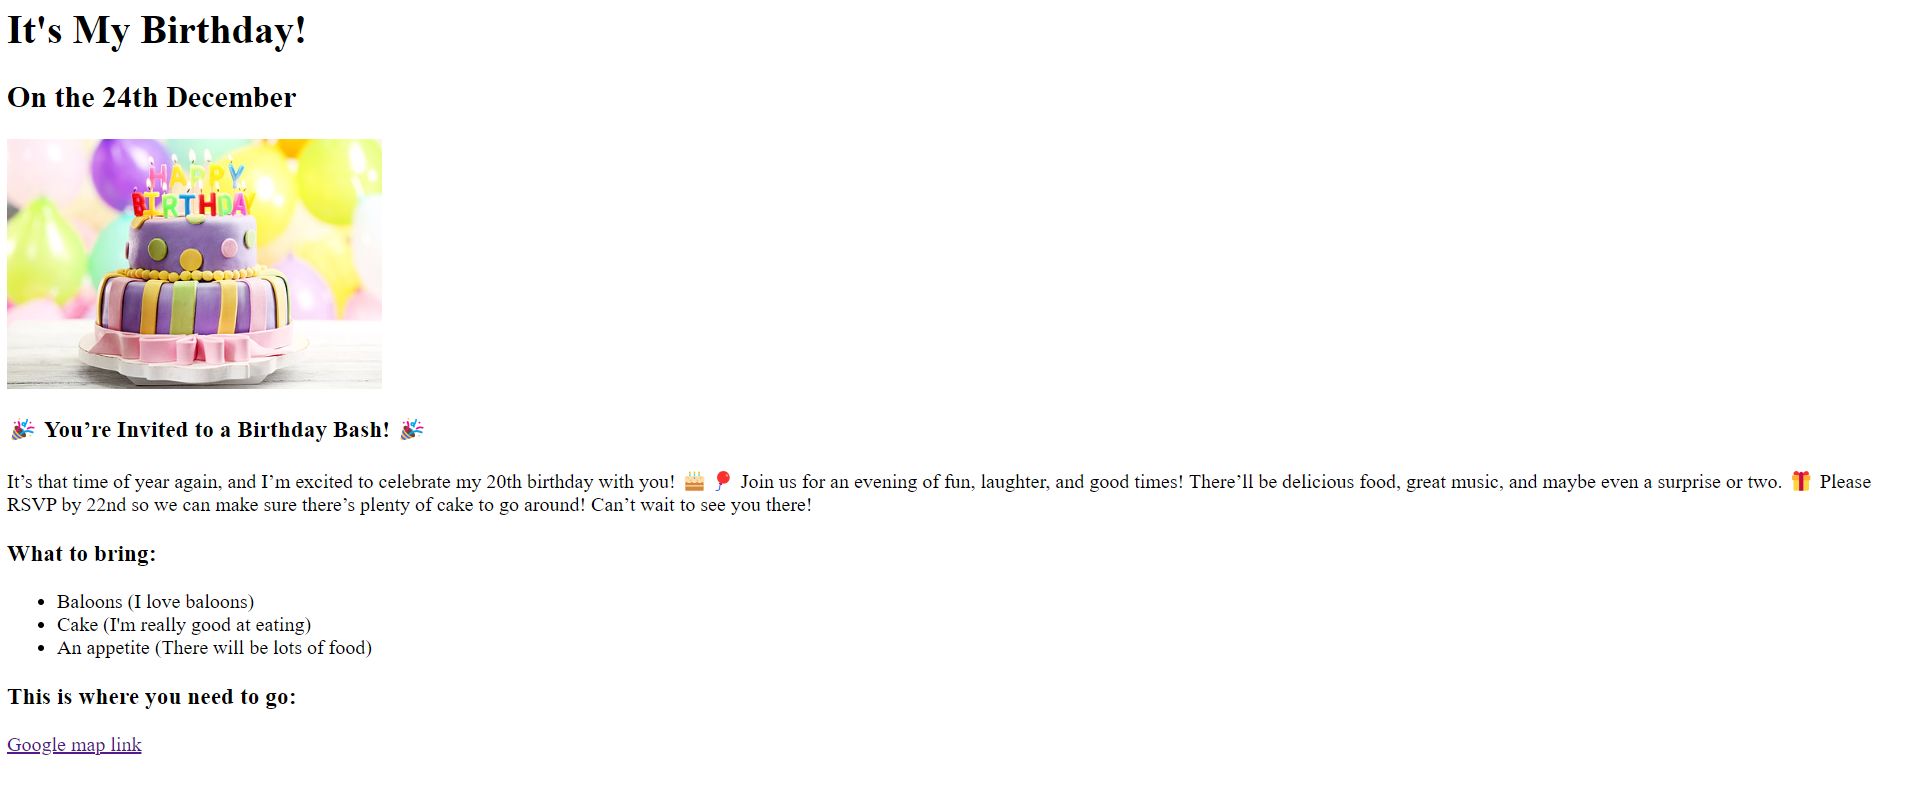 It's My Birthday!
On the 24th December
HAPPY
BIRTHDAY
🎉 You’re Invited to a Birthday Bash! 🎉
It’s that time of year again, and I’m excited to celebrate my 20th birthday with you! 🎂 🎈 Join us for an evening of fun, laughter, and good times! There’ll be delicious food, great music, and maybe even a surprise or two. 🎁 Please
RSVP by 22nd so we can make sure there’s plenty of cake to go around! Can’t wait to see you there!
What to bring:
• Baloons (I love baloons)
• Cake (I'm really good at eating)
• An appetite (There will be lots of food)
This is where you need to go:
Google map link